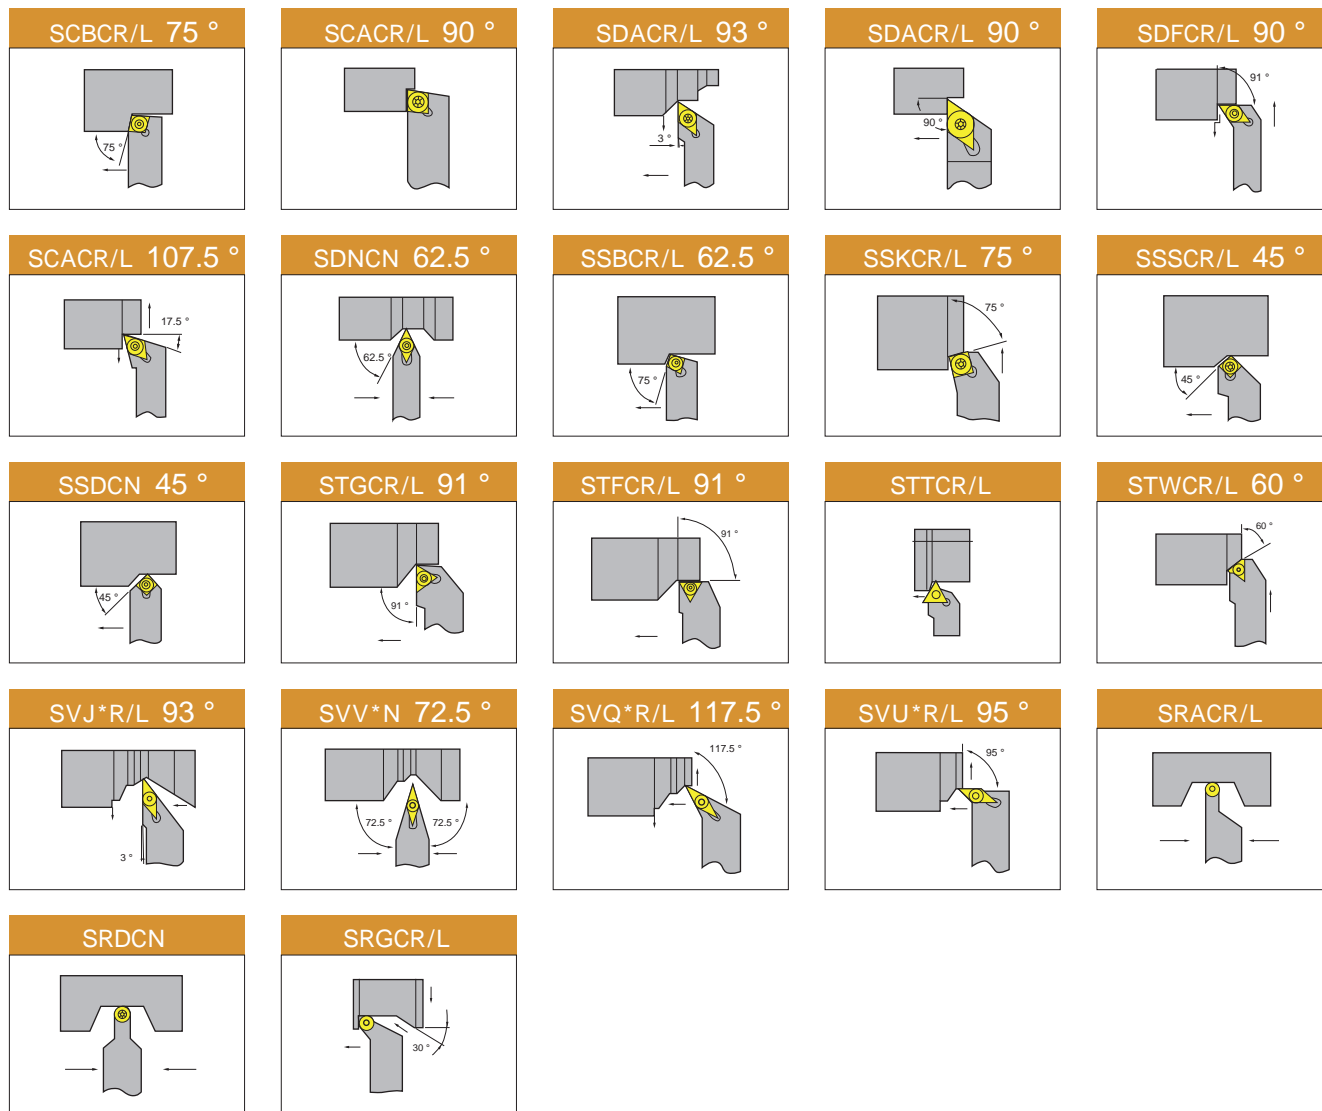 SCBCR/L 75 °
75 °
SCACR/L 90 °
SDACR/L 93 °
3 °
SDACR/L 90 °
90 °
SDFCR/L 90 °
91 °
SCACR/L 107.5 °
17.5 °
SDNCN 62.5 °
62.5 °
SSBCR/L 62.5 °
75 °
SSKCR/L 75 °
75 °
SSSCR/L 45 °
45 °
SSDCN 45 °
45 °
STGCR/L 91 °
91 °
STFCR/L 91 °
91 °
STTCR/L
STWCR/L 60 °
60 °
SVJ*R/L 93 °
3 °
SVV*N 72.5 °
72.5 °
72.5 °
SVQ*R/L 117.5 °
117.5 °
SVU*R/L 95 °
95 °
SRACR/L
SRDCN
SRGCR/L
30 °